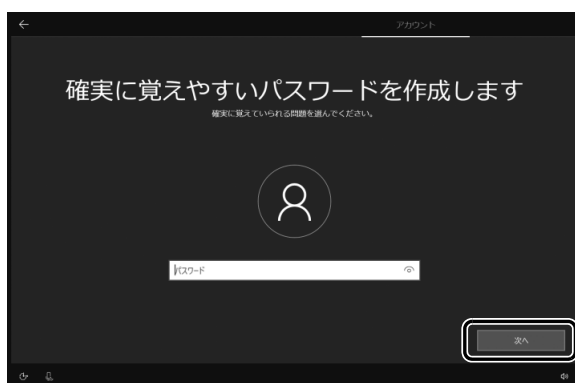 アカウント
確実に覚えやすいパスワードを作成します
確実に覚えていられる問題を選んでください。
パスワード
次へ